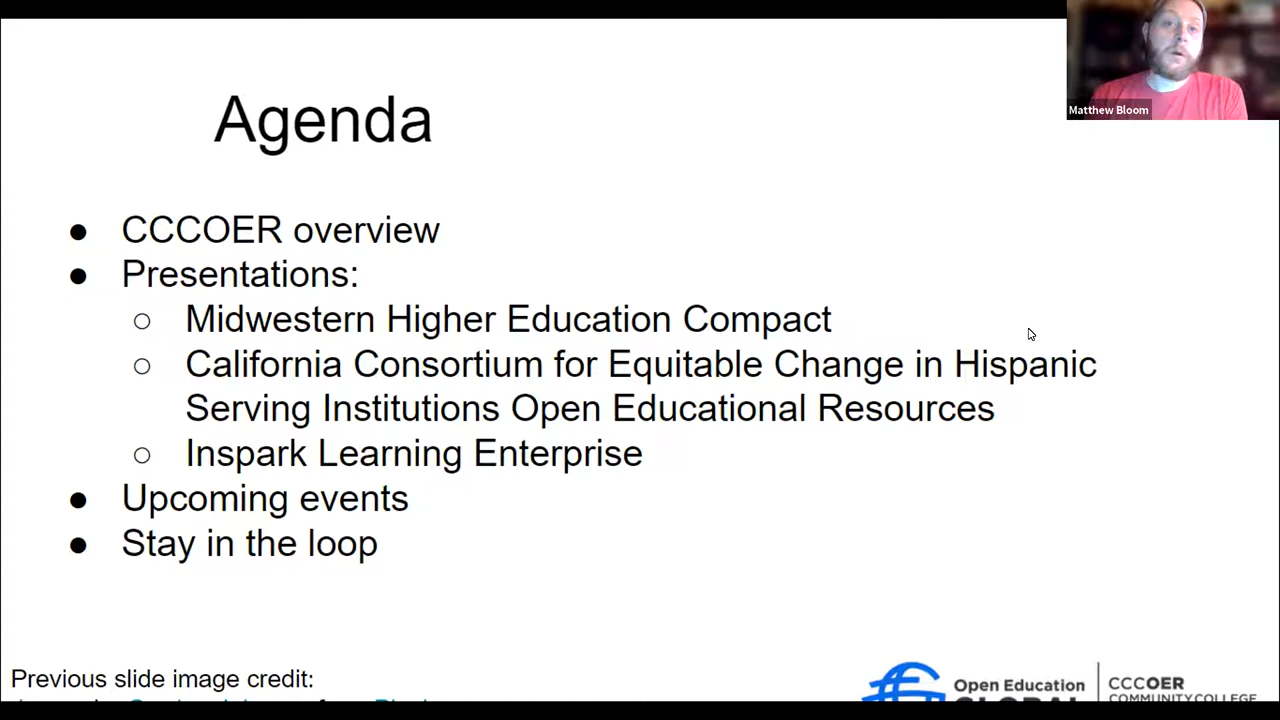 Agenda
Matthew Bloom
● CCCOER overview
● Presentations:
○ Midwestern Higher Education Compact
○ California Consortium for Equitable Change in Hispanic
Serving Institutions Open Educational Resources
○ Inspark Learning Enterprise
● Upcoming events
● Stay in the loop
Previous slide image credit:
Open Education
GLOBAL
CCCOER
COMMUNITY COLLEGE